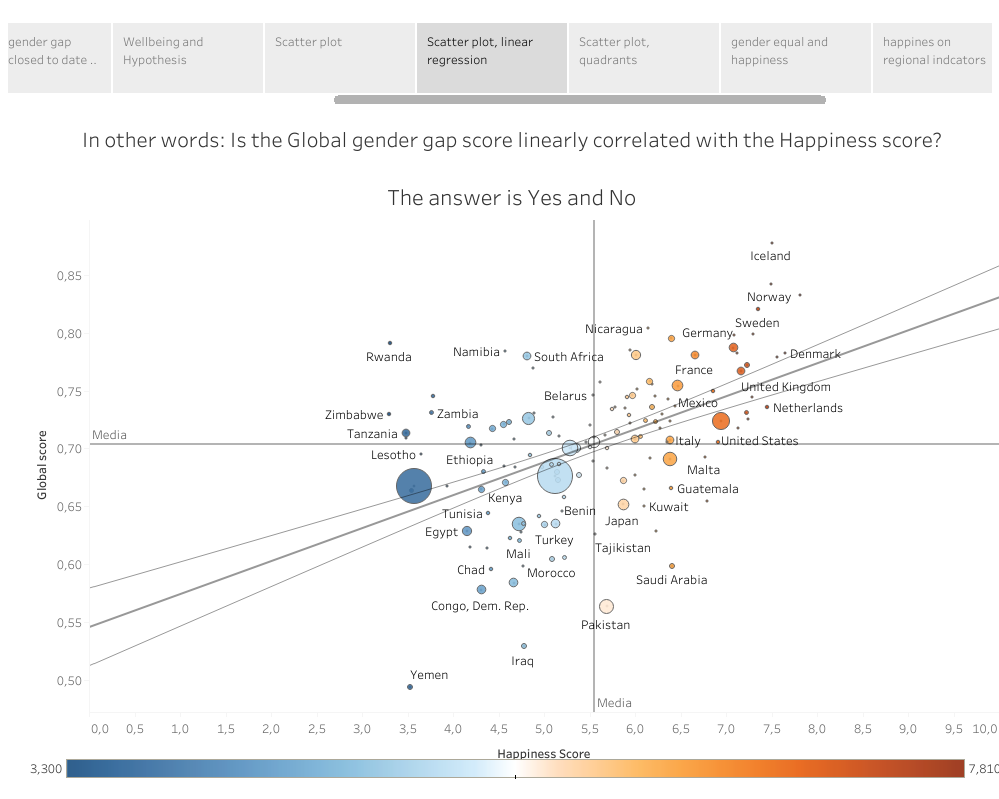 gender gap
closed to date ..
Wellbeing and
Hypothesis
Scatter plot
Scatter plot, linear
regression
Scatter plot,
quadrants
gender equal and
happiness
happines on
regional indcators
In other words: Is the Global gender gap score linearly correlated with the Happiness score?
The answer is Yes and No
Iceland
0,85
Norway
Sweden
Nicaragua
Germany
0,80
Rwanda
Namibia
South Africa
Denmark
France
0,75
United Kingdom
Belarus
Mexico
Netherlands
Zimbabwe
Zambia
Tanzania
Media
Italy
United States
0,70
Lesotho
Ethiopia
Malta
Guatemala
0,65
Kenya
Kuwait
Benin
Tunisia
Japan
Egypt
Turkey
Tajikistan
Mali
0,60
Chad
Morocco
Saudi Arabia
Congo, Dem. Rep.
0,55
Pakistan
Iraq
0,50
Yemen
Media
Global score
0,0 0,5 1,0 1,5 2,0 2,5 3,0 3,5 4,0 4,5 5,0 5,5 6,0 6,5 7,0 7,5 8,0 8,5 9,0 9,5 10,0
Happiness Score
3,300
7,810